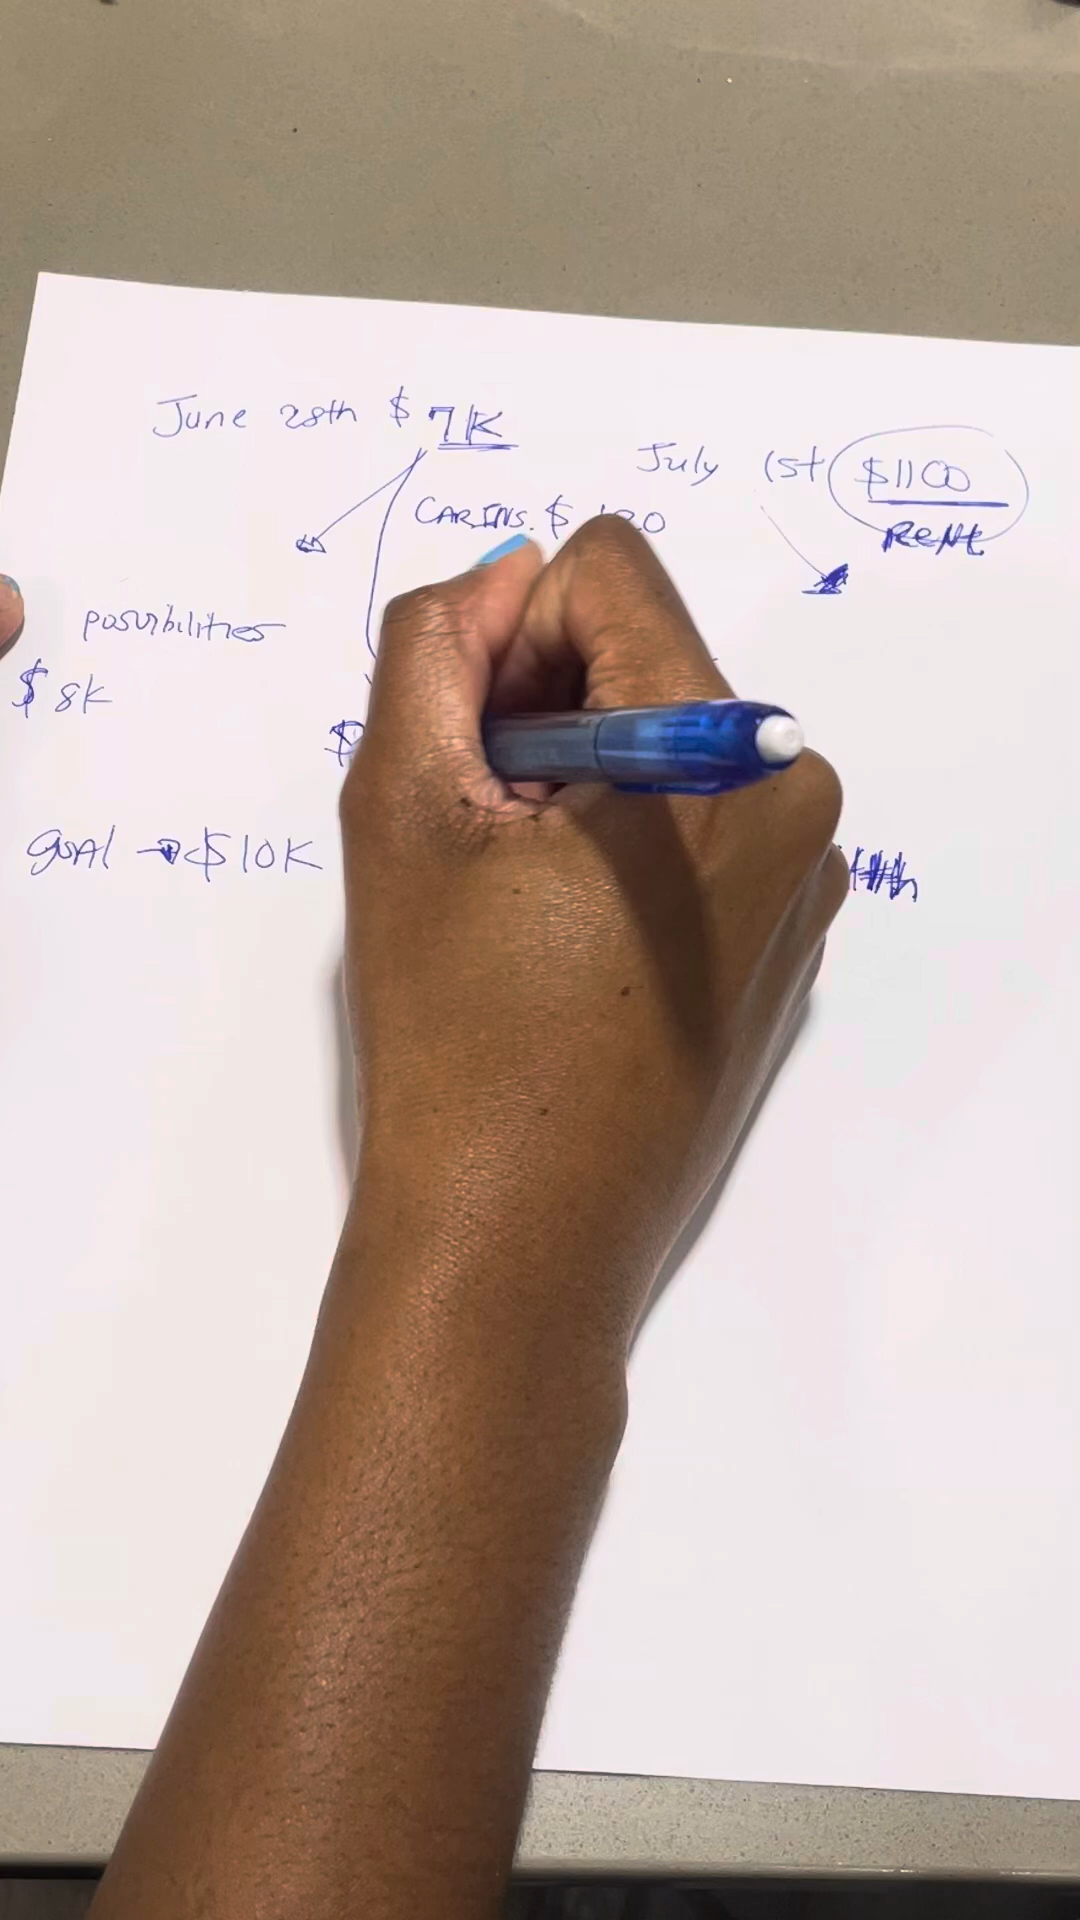 June 28th $ 7K
July 1st $1100
RENt
CAR INS. $
possibilities
$ 8K
$
goal → $10K